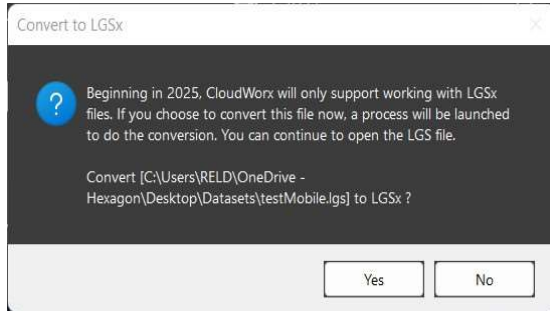 Convert to LGSx
Beginning in 2025, CloudWorx will only support working with LGSx
files. If you choose to convert this file now, a process will be launched
to do the conversion. You can continue to open the LGS file.
Convert [C:\Users\RELD\OneDrive -
Hexagon\Desktop\Datasets\testMobile.lgs] to LGSx ?
Yes
No